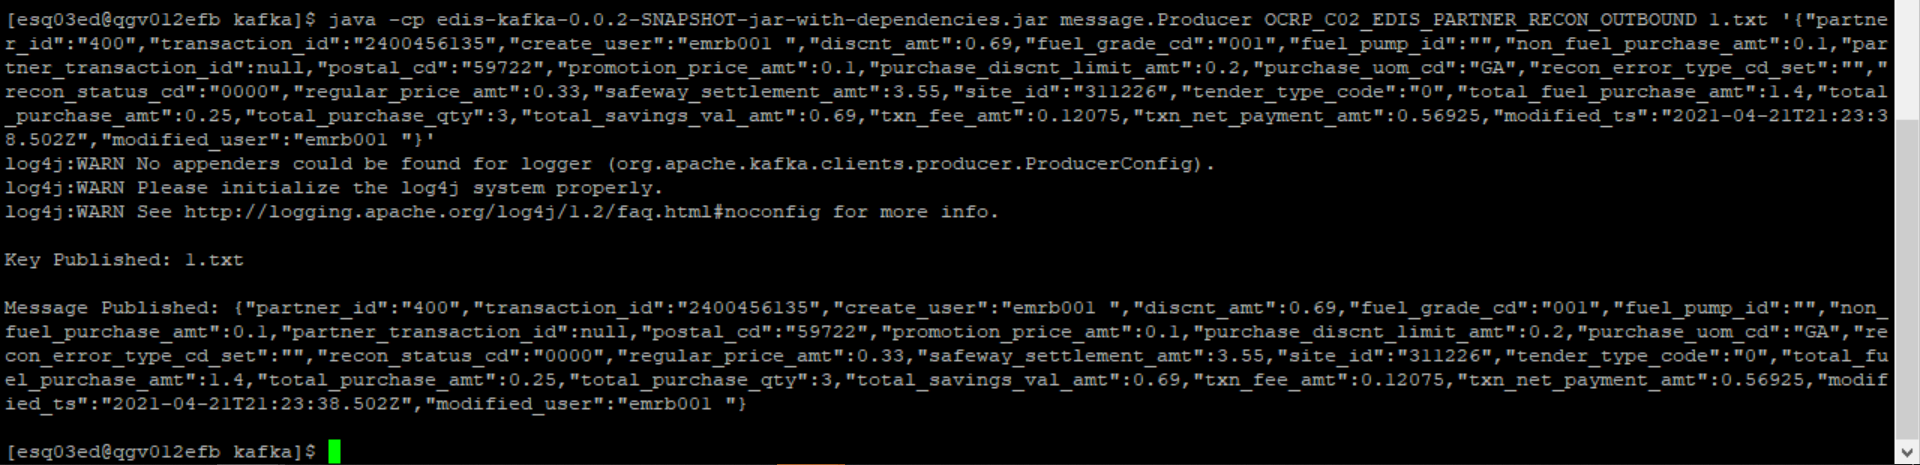 [esq03ed@qgv012efb kafka]$ java -cp edis-kafka-0.0.2-SNAPSHOT-jar-with-dependencies.jar message.Producer OCRP_C02_EDIS_PARTNER_RECON_OUTBOUND 1.txt '{"partne
r_id":"400","transaction_id":"2400456135","create_user":"emrb001 ","discnt_amt":0.69,"fuel_grade_cd":"001","fuel_pump_id":"","non_fuel_purchase_amt":0.1,"par
tner_transaction_id":null,"postal_cd":"59722","promotion_price_amt":0.1,"purchase_discnt_limit_amt":0.2,"purchase_uom_cd":"GA","recon_error_type_cd_set":"","
recon_status_cd":"0000","regular_price_amt":0.33,"safeway_settlement_amt":3.55,"site_id":"311226","tender_type_code":"0","total_fuel_purchase_amt":1.4,"total
_purchase_amt":0.25,"total_purchase_qty":3,"total_savings_val_amt":0.69,"txn_fee_amt":0.12075,"txn_net_payment_amt":0.56925,"modified_ts":"2021-04-21T21:23:3
8.502Z","modified_user":"emrb001 "}'
log4j:WARN No appenders could be found for logger (org.apache.kafka.clients.producer.ProducerConfig).
log4j:WARN Please initialize the log4j system properly.
log4j:WARN See http://logging.apache.org/log4j/1.2/faq.html#noconfig for more info.

Key Published: 1.txt

Message Published: {"partner_id":"400","transaction_id":"2400456135","create_user":"emrb001 ","discnt_amt":0.69,"fuel_grade_cd":"001","fuel_pump_id":"","non_
fuel_purchase_amt":0.1,"partner_transaction_id":null,"postal_cd":"59722","promotion_price_amt":0.1,"purchase_discnt_limit_amt":0.2,"purchase_uom_cd":"GA","re
con_error_type_cd_set":"","recon_status_cd":"0000","regular_price_amt":0.33,"safeway_settlement_amt":3.55,"site_id":"311226","tender_type_code":"0","total_fu
el_purchase_amt":1.4,"total_purchase_amt":0.25,"total_purchase_qty":3,"total_savings_val_amt":0.69,"txn_fee_amt":0.12075,"txn_net_payment_amt":0.56925,"modif
ied_ts":"2021-04-21T21:23:38.502Z","modified_user":"emrb001 "}

[esq03ed@qgv012efb kafka]$